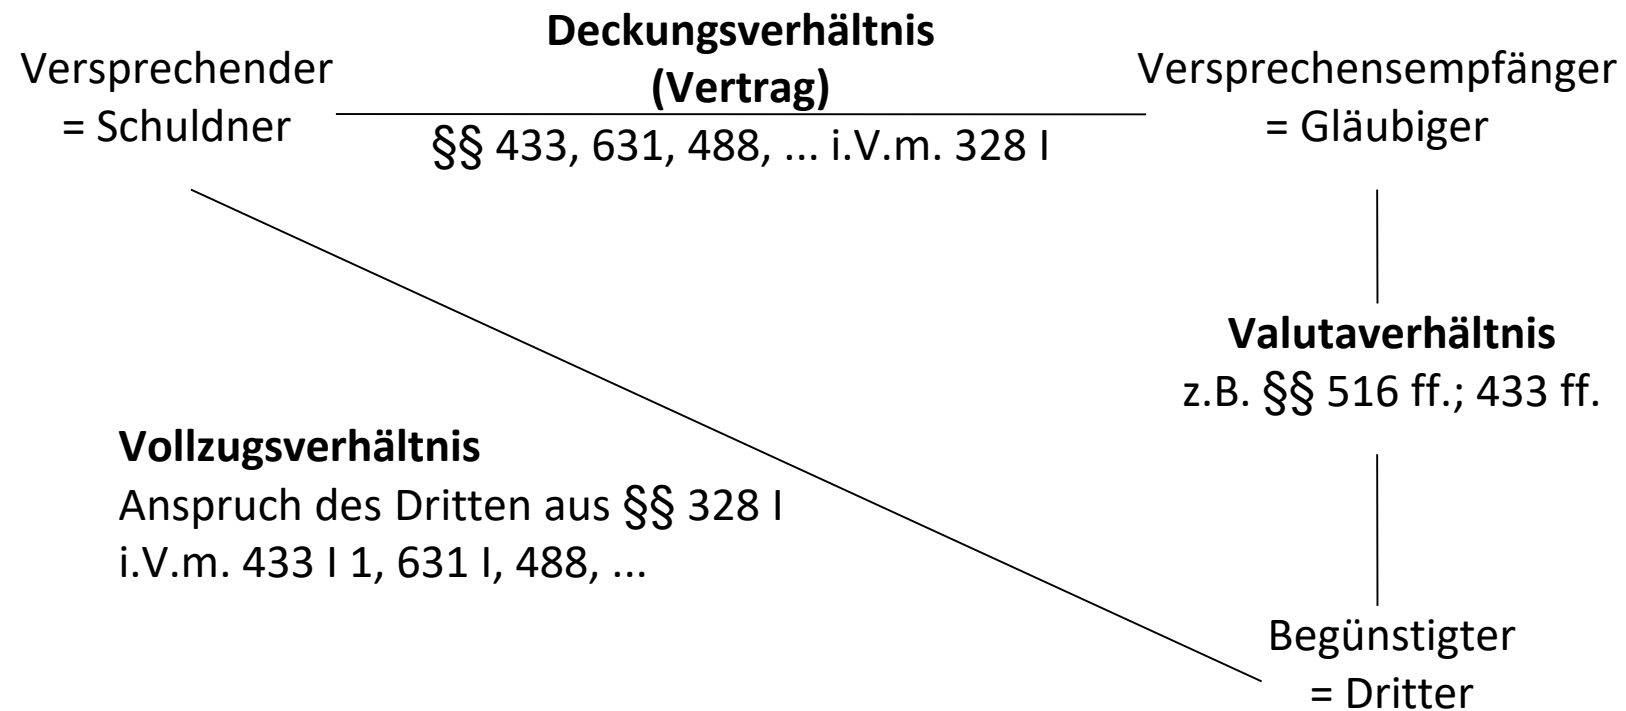 Deckungsverhältnis
(Vertrag)
Versprechender
= Schuldner
§§ 433, 631, 488, ... i.V.m. 328 I
Versprechensempfänger
= Gläubiger
Valutaverhältnis
z.B. §§ 516 ff.; 433 ff.
Vollzugsverhältnis
Anspruch des Dritten aus §§ 328 I
i.V.m. 433 I 1, 631 I, 488, ...
Begünstigter
= Dritter